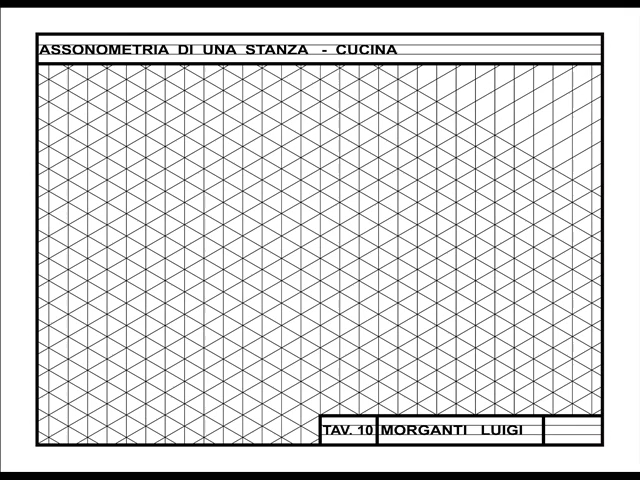 ASSONOMETRIA DI UNA STANZA - CUCINA
TAV. 10 MORGANTI LUIGI